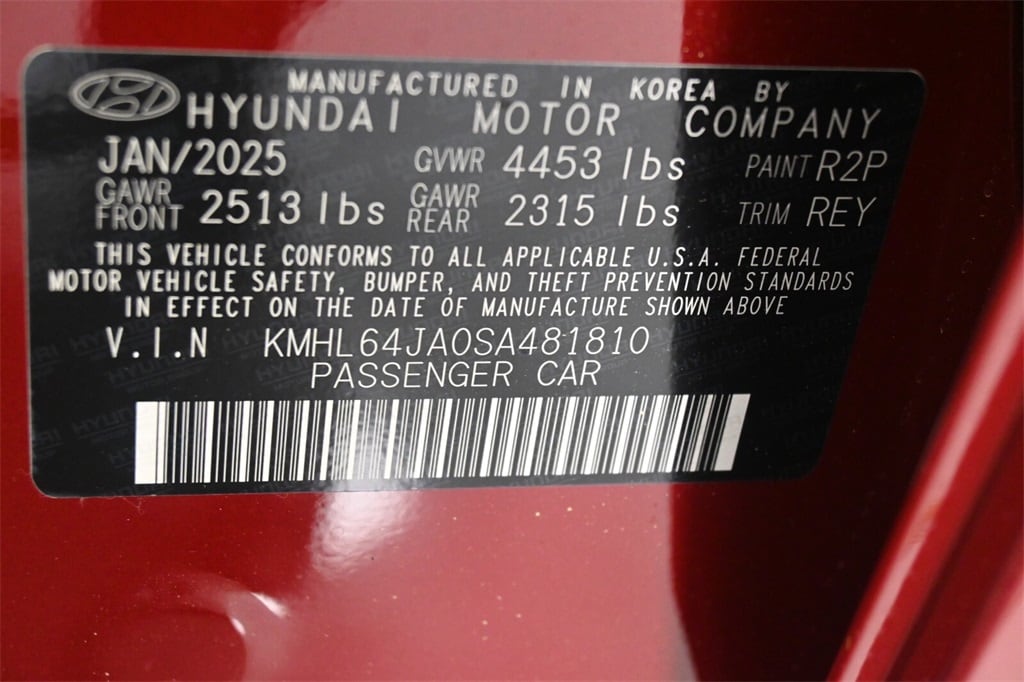 MANUFACTURED IN KOREA BY
HYUNDAI MOTOR COMPANY
JAN/2025 GVWR 4453 lbs PAINT R2P
GAWR FRONT 2513 lbs GAWR REAR 2315 lbs TRIM REY
THIS VEHICLE CONFORMS TO ALL APPLICABLE U.S.A. FEDERAL
MOTOR VEHICLE SAFETY, BUMPER, AND THEFT PREVENTION STANDARDS
IN EFFECT ON THE DATE OF MANUFACTURE SHOWN ABOVE
V.I.N KMHL64JA0SA481810
PASSENGER CAR